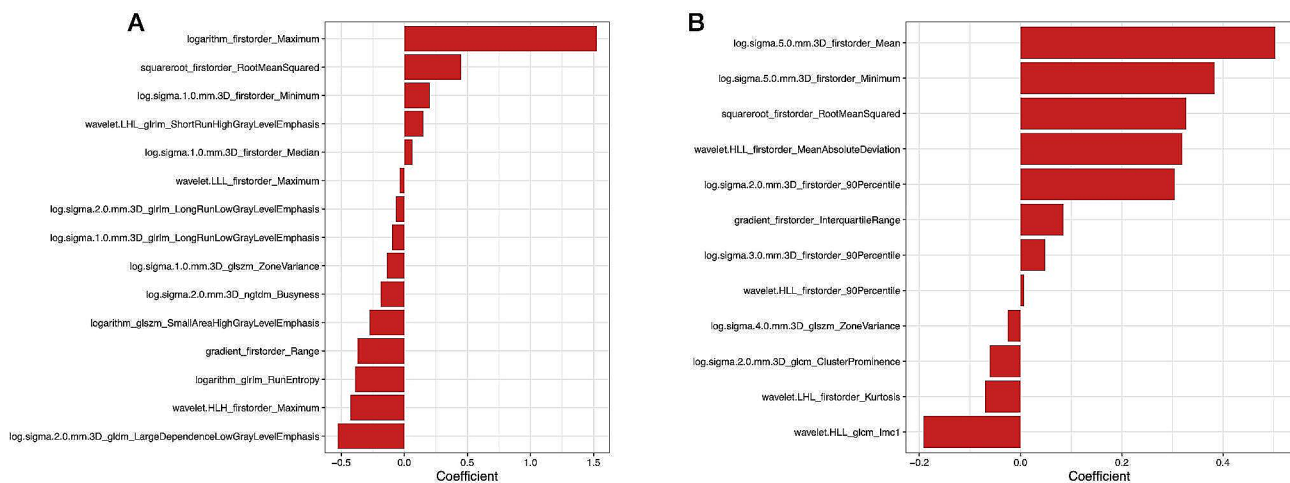 A
logarithm_firstorder_Maximum
squareroot_firstorder_RootMeanSquared
log.sigma.1.0.mm.3D_firstorder_Minimum
wavelet.LHL_glrlm_ShortRunHighGrayLevelEmphasis
log.sigma.1.0.mm.3D_firstorder_Median
wavelet.LLL_firstorder_Maximum
log.sigma.2.0.mm.3D_glrlm_LongRunLowGrayLevelEmphasis
log.sigma.1.0.mm.3D_glrlm_LongRunLowGrayLevelEmphasis
log.sigma.1.0.mm.3D_glszm_ZoneVariance
log.sigma.2.0.mm.3D_ngtdm_Busyness
logarithm_glszm_SmallAreaHighGrayLevelEmphasis
gradient_firstorder_Range
logarithm_glrlm_RunEntropy
wavelet.HLH_firstorder_Maximum
log.sigma.2.0.mm.3D_gldm_LargeDependenceLowGrayLevelEmphasis
−0.5 0.0 0.5 1.0 1.5
Coefficient
B
log.sigma.5.0.mm.3D_firstorder_Mean
log.sigma.5.0.mm.3D_firstorder_Minimum
squareroot_firstorder_RootMeanSquared
wavelet.HLL_firstorder_MeanAbsoluteDeviation
log.sigma.2.0.mm.3D_firstorder_90Percentile
gradient_firstorder_InterquartileRange
log.sigma.3.0.mm.3D_firstorder_90Percentile
wavelet.HLL_firstorder_90Percentile
log.sigma.4.0.mm.3D_glszm_ZoneVariance
log.sigma.2.0.mm.3D_glcm_ClusterProminence
wavelet.LHL_firstorder_Kurtosis
wavelet.HLL_glcm_Imc1
−0.2 0.0 0.2 0.4
Coefficient